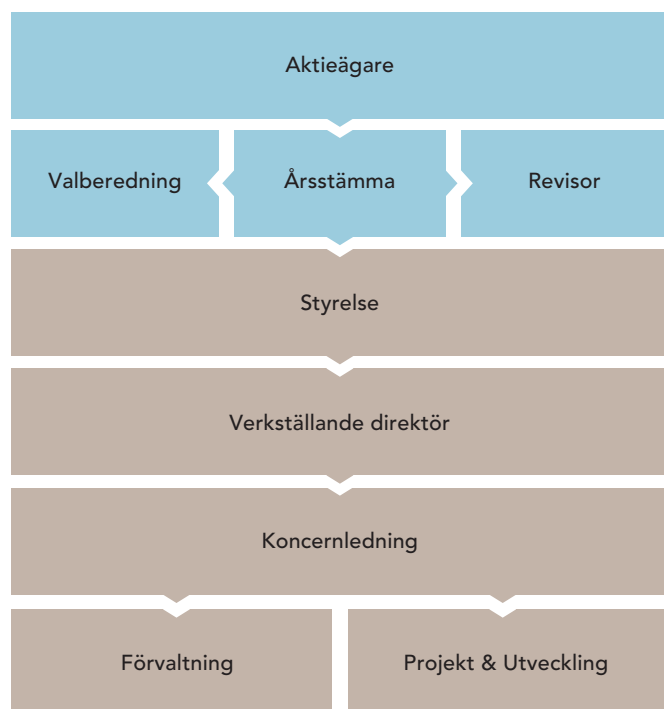 Aktieägare
Valberedning
Årsstämma
Revisor
Styrelse
Verkställande direktör
Koncernledning
Förvaltning
Projekt & Utveckling